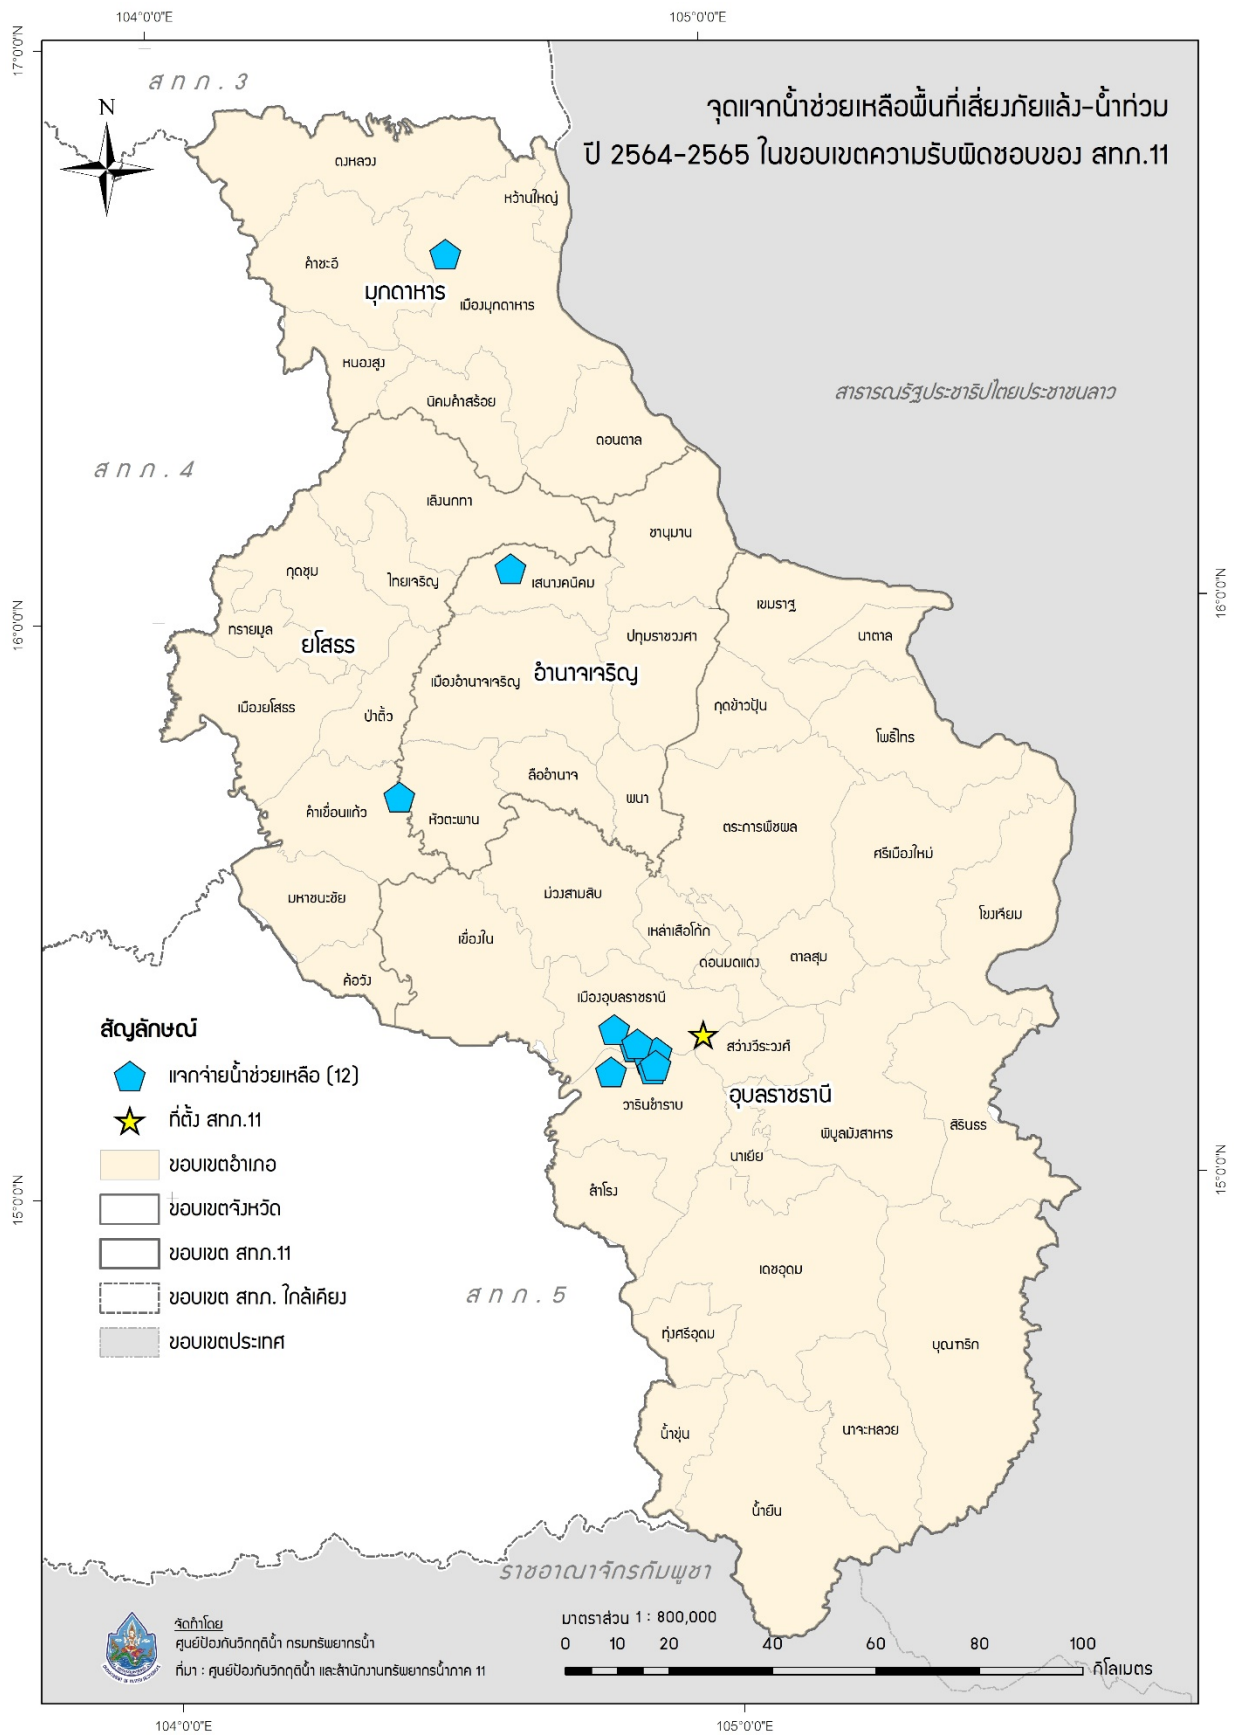 104°0'0"E
105°0'0"E
17°0'0"N
สทภ.3
N
จุดแจกน้ำช่วยเหลือพื้นที่เสี่ยงภัยแล้ง-น้ำท่วม
ปี 2564-2565 ในขอบเขตความรับผิดชอบของ สทภ.11
ดงหลวง
หว้านใหญ่
คำชะอี
มุกดาหาร
เมืองมุกดาหาร
หนองสูง
นิคมคำสร้อย
สารารณรัฐประชาธิปไตยประชาชนลาว
ดอนตาล
สทภ.4
เลิงนกทา
ชานุมาน
กุดชุม
ไทยเจริญ
เสนางคนิคม
เขมราฐ
16°0'0"N
16°0'0"N
ทรายมูล
ยโสธร
ปทุมราชวงศา
นาตาล
เมืองอำนาจเจริญ
อำนาจเจริญ
เมืองยโสธร
ป่าติ้ว
กุดข้าวปุ้น
โพธิ์ไทร
ลืออำนาจ
พนา
คำเขื่อนแก้ว
หัวตะพาน
ตระการพืชผล
ศรีเมืองใหม่
มหาชนะชัย
ม่วงสามสิบ
โขงเจียม
เขื่องใน
เหล่าเสือโก้ก
ดอนมดแดง
ตาลสุม
ค้อวัง
เมืองอุบลราชธานี
สว่างวีระวงศ์
อุบลราชธานี
วารินชำราบ
พิบูลมังสาหาร
สิรินธร
นาเยีย
สำโรง
15°0'0"N
15°0'0"N
สัญลักษณ์
แจกจ่ายน้ำช่วยเหลือ (12)
ที่ตั้ง สทภ.11
ขอบเขตอำเภอ
ขอบเขตจังหวัด
ขอบเขต สทภ.11
ขอบเขต สทภ. ใกล้เคียง
ขอบเขตประเทศ
เดชอุดม
สทภ.5
ทุ่งศรีอุดม
บุณฑริก
น้ำขุ่น
นาจะหลวย
น้ำยืน
ราชอาณาจักรกัมพูชา
จัดทำโดย
ศูนย์ป้องกันวิกฤติน้ำ กรมทรัพยากรน้ำ
ที่มา : ศูนย์ป้องกันวิกฤติน้ำ และสำนักงานทรัพยากรน้ำภาค 11
มาตราส่วน 1 : 800,000
0 10 20 40 60 80 100
กิโลเมตร
104°0'0"E
105°0'0"E